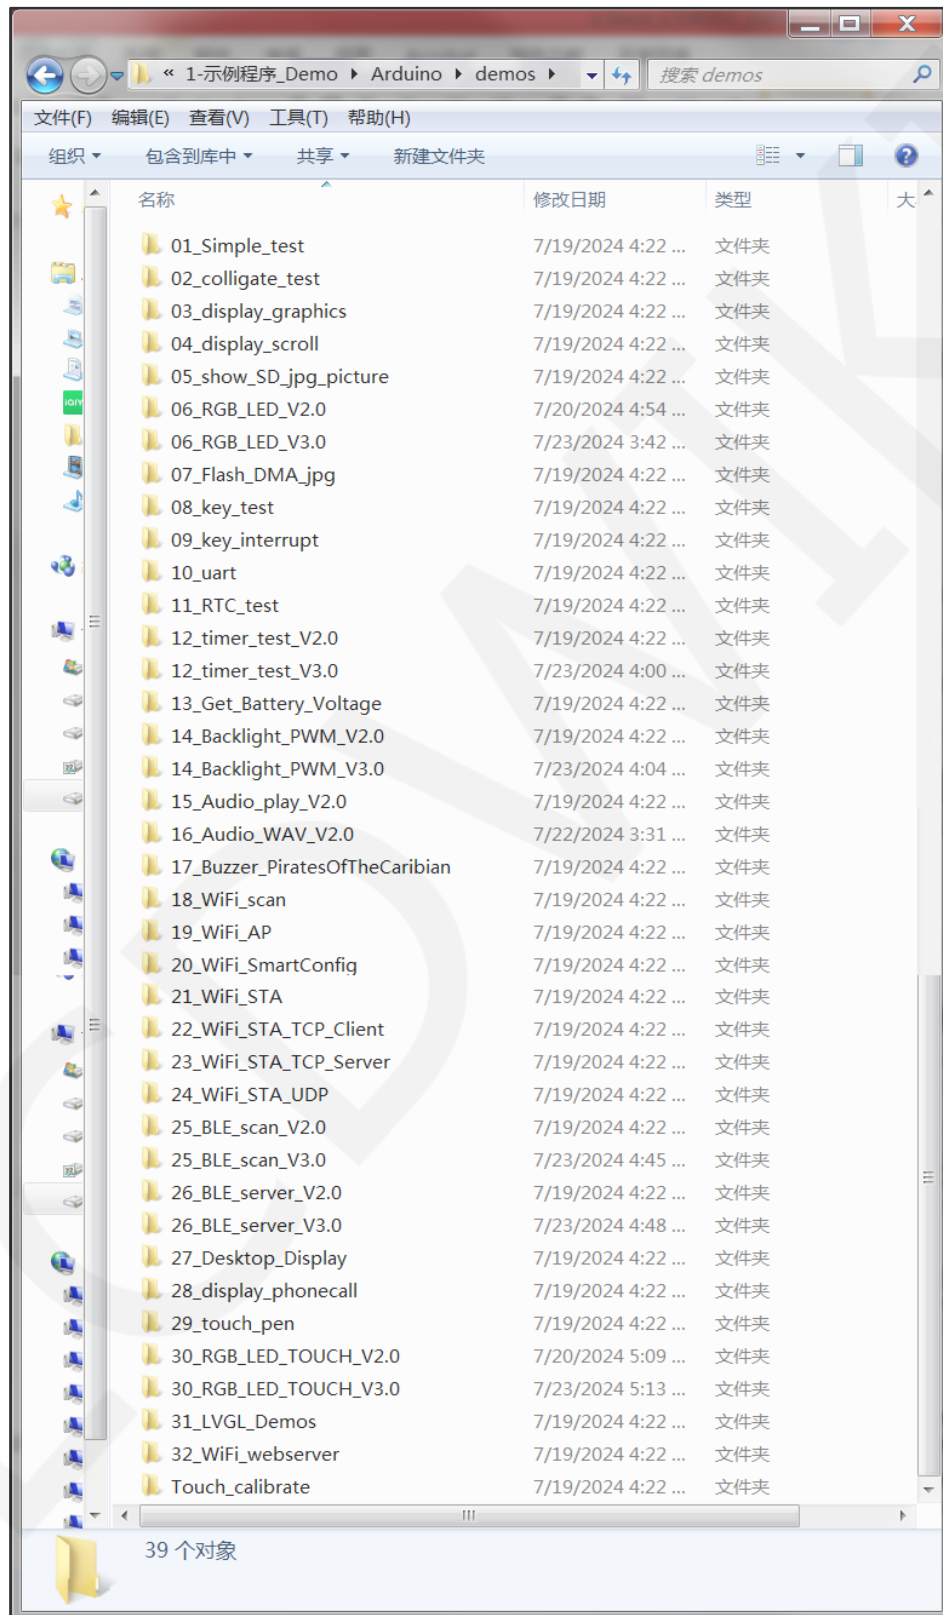 « 1-示例程序_Demo ▸ Arduino ▸ demos ▸ 搜索 demos
文件(F) 编辑(E) 查看(V) 工具(T) 帮助(H)
组织 包含到库中 共享 新建文件夹
名称 修改日期 类型 大
01_Simple_test 7/19/2024 4:22 ... 文件夹
02_colligate_test 7/19/2024 4:22 ... 文件夹
03_display_graphics 7/19/2024 4:22 ... 文件夹
04_display_scroll 7/19/2024 4:22 ... 文件夹
05_show_SD_jpg_picture 7/19/2024 4:22 ... 文件夹
06_RGB_LED_V2.0 7/20/2024 4:54 ... 文件夹
06_RGB_LED_V3.0 7/23/2024 3:42 ... 文件夹
07_Flash_DMA_jpg 7/19/2024 4:22 ... 文件夹
08_key_test 7/19/2024 4:22 ... 文件夹
09_key_interrupt 7/19/2024 4:22 ... 文件夹
10_uart 7/19/2024 4:22 ... 文件夹
11_RTC_test 7/19/2024 4:22 ... 文件夹
12_timer_test_V2.0 7/19/2024 4:22 ... 文件夹
12_timer_test_V3.0 7/23/2024 4:00 ... 文件夹
13_Get_Battery_Voltage 7/19/2024 4:22 ... 文件夹
14_Backlight_PWM_V2.0 7/19/2024 4:22 ... 文件夹
14_Backlight_PWM_V3.0 7/23/2024 4:04 ... 文件夹
15_Audio_play_V2.0 7/19/2024 4:22 ... 文件夹
16_Audio_WAV_V2.0 7/22/2024 3:31 ... 文件夹
17_Buzzer_PiratesOfTheCaribian 7/19/2024 4:22 ... 文件夹
18_WiFi_scan 7/19/2024 4:22 ... 文件夹
19_WiFi_AP 7/19/2024 4:22 ... 文件夹
20_WiFi_SmartConfig 7/19/2024 4:22 ... 文件夹
21_WiFi_STA 7/19/2024 4:22 ... 文件夹
22_WiFi_STA_TCP_Client 7/19/2024 4:22 ... 文件夹
23_WiFi_STA_TCP_Server 7/19/2024 4:22 ... 文件夹
24_WiFi_STA_UDP 7/19/2024 4:22 ... 文件夹
25_BLE_scan_V2.0 7/19/2024 4:22 ... 文件夹
25_BLE_scan_V3.0 7/23/2024 4:45 ... 文件夹
26_BLE_server_V2.0 7/19/2024 4:22 ... 文件夹
26_BLE_server_V3.0 7/23/2024 4:48 ... 文件夹
27_Desktop_Display 7/19/2024 4:22 ... 文件夹
28_display_phonecall 7/19/2024 4:22 ... 文件夹
29_touch_pen 7/19/2024 4:22 ... 文件夹
30_RGB_LED_TOUCH_V2.0 7/20/2024 5:09 ... 文件夹
30_RGB_LED_TOUCH_V3.0 7/23/2024 5:13 ... 文件夹
31_LVGL_Demos 7/19/2024 4:22 ... 文件夹
32_WiFi_webserver 7/19/2024 4:22 ... 文件夹
Touch_calibrate 7/19/2024 4:22 ... 文件夹
39 个对象